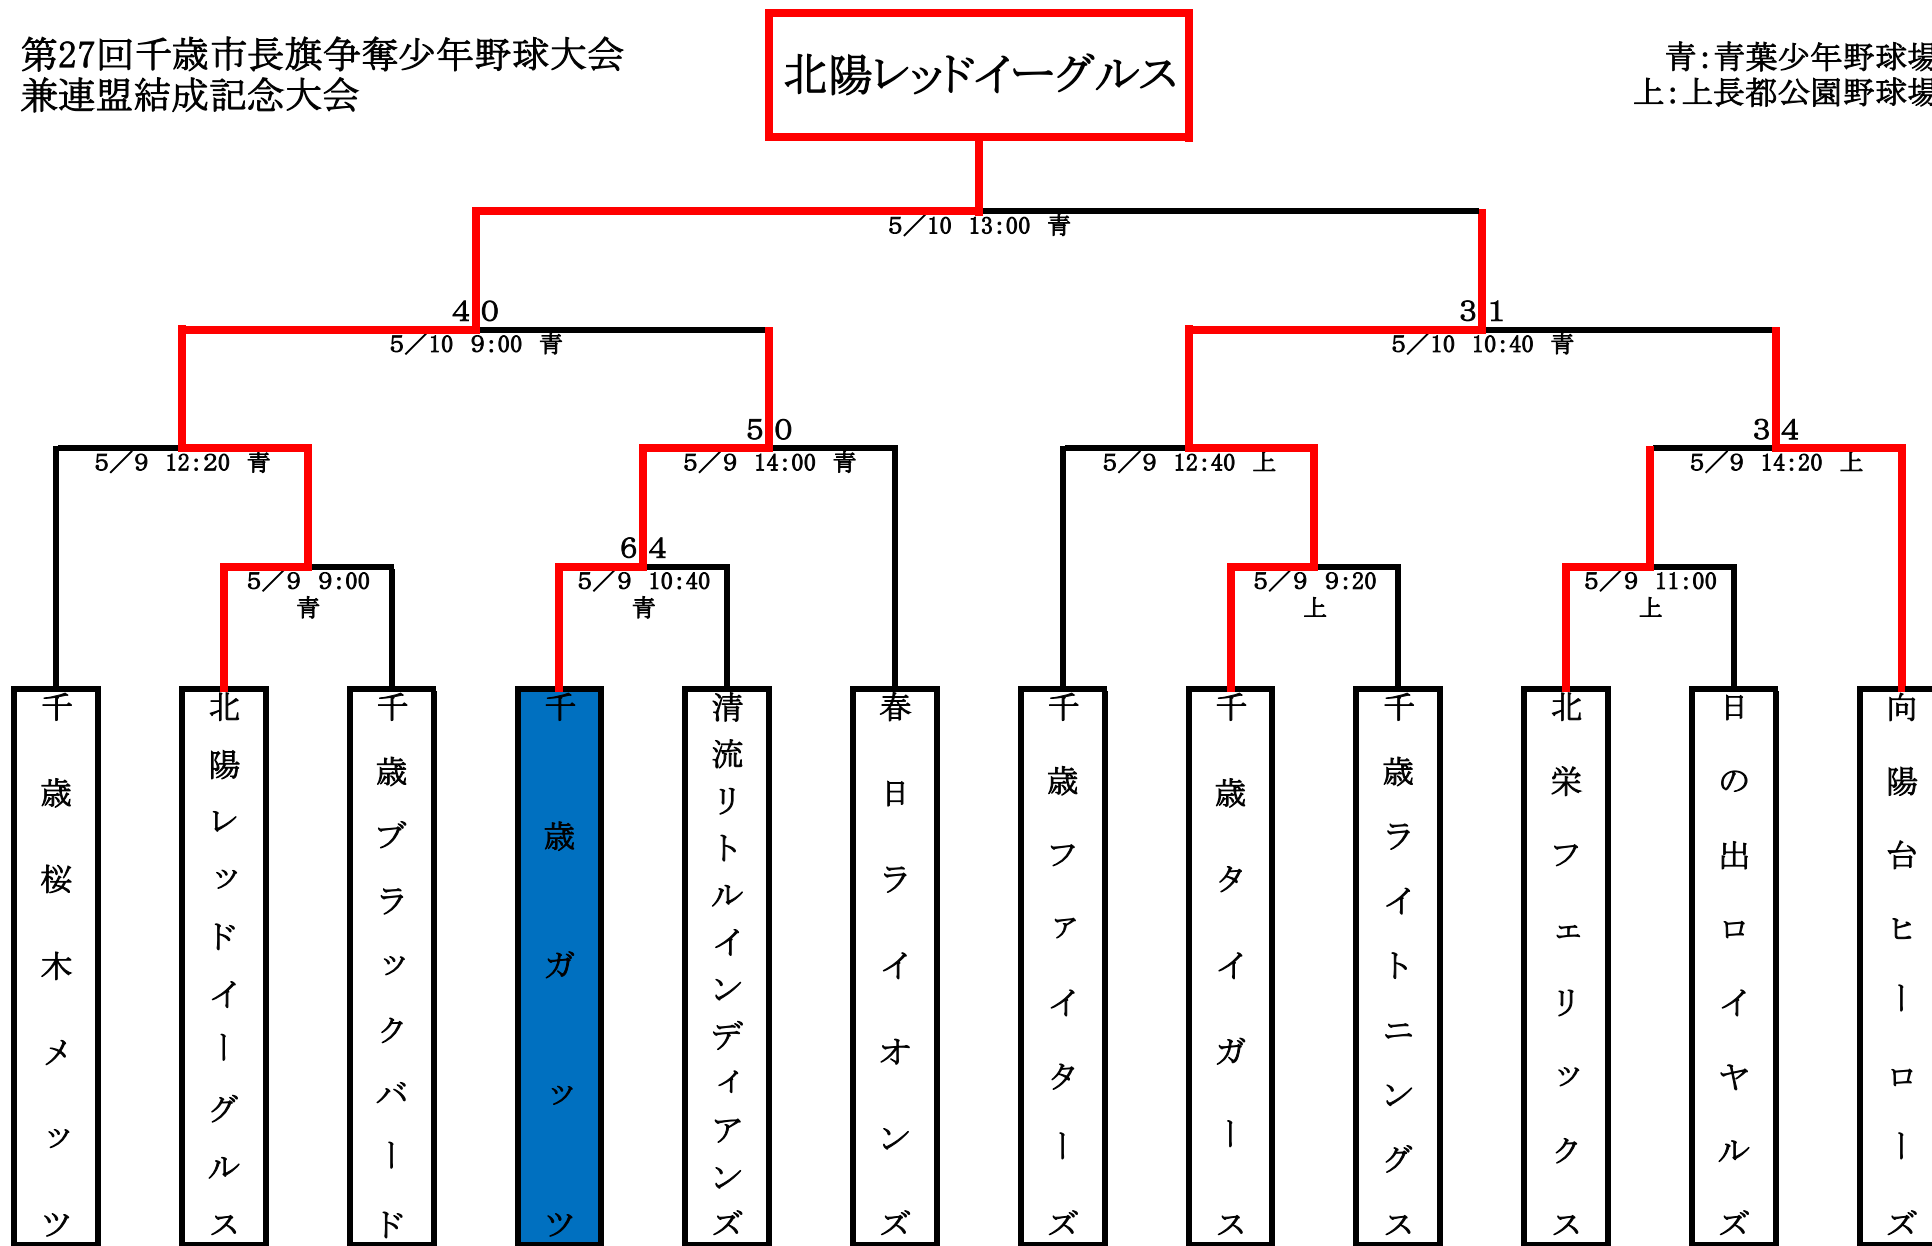 第27回千歳市長旗争奪少年野球大会
兼連盟結成記念大会
北陽レッドイーグルス
青：青葉少年野球場
上：上長都公園野球場
5／10 13：00 青
4 0
5／10 9：00 青
3 1
5／10 10：40 青
5／9 12：20 青
5 0
5／9 14：00 青
5／9 12：40 上
3 4
5／9 14：20 上
5／9 9：00
青
6 4
5／9 10：40
青
5／9 9：20
上
5／9 11：00
上
千歳桜木メッツ
北陽レッドイーグルス
千歳ブラックバード
千歳ガッツ
清流リトルインディアンズ
春日ライオンズ
千歳ファイターズ
千歳タイガース
千歳ライトニングス
北栄フェリックス
日の出ロイヤルズ
向陽台ヒーローズ